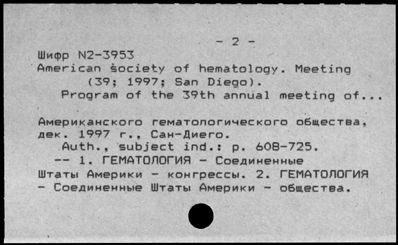 - 2 -
Шифр N2-3953
American society of hematology. Meeting
(39; 1997; San Diego).
Program of the 39th annual meeting of...
Американского гематологического общества,
дек. 1997 г., Сан-Диего.
Auth., subject ind.: p. 608-725.
-- 1. ГЕМАТОЛОГИЯ - Соединенные
Штаты Америки - конгрессы. 2. ГЕМАТОЛОГИЯ
- Соединенные Штаты Америки - общества.